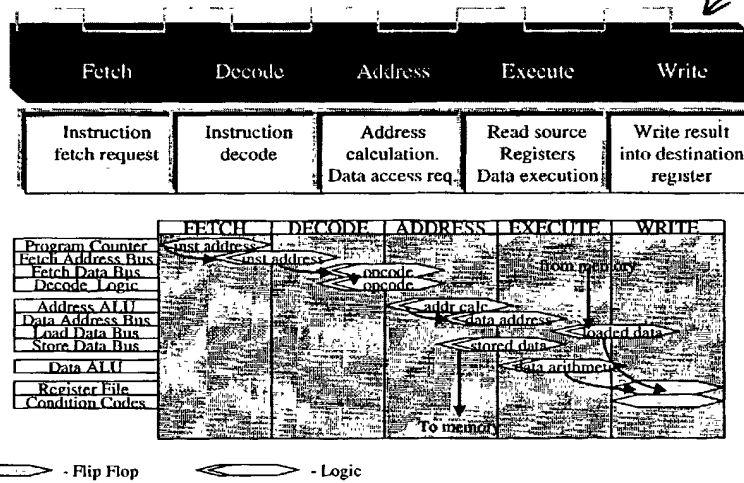 Fetch Decode Address Execute Write
Instruction fetch request
Instruction decode
Address calculation. Data access req
Read source Registers Data execution
Write result into destination register
FETCH DECODE ADDRESS EXECUTE WRITE
Program Counter inst address
Fetch Address Bus inst address
Fetch Data Bus opcode
Decode Logic opcode
from memory
Address ALU addr calc
Data Address Bus data address
Load Data Bus loaded data
Store Data Bus stored data
Data ALU data arithmetic
Register File
Condition Codes
To memory
- Flip Flop - Logic